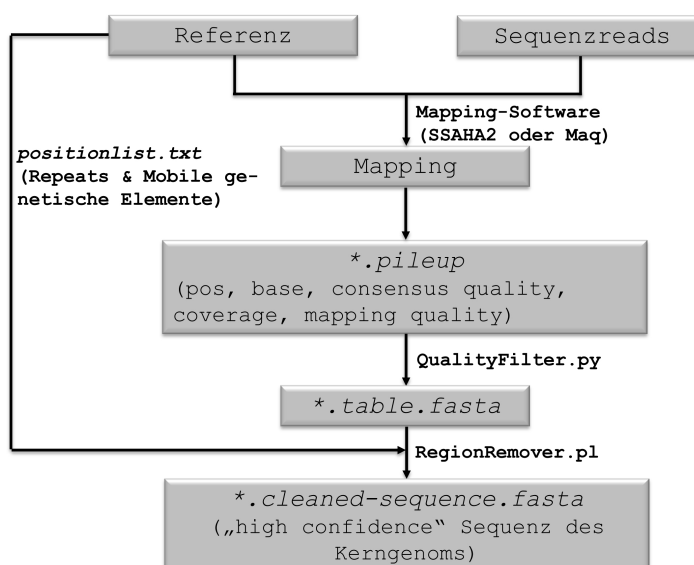 Referenz
Sequenzreads
Mapping-Software
(SSAHA2 oder Maq)
positionlist.txt
(Repeats & Mobile ge-
netische Elemente)
Mapping
*.pileup
(pos, base, consensus quality,
coverage, mapping quality)
QualityFilter.py
*.table.fasta
RegionRemover.pl
*.cleaned-sequence.fasta
(„high confidence“ Sequenz des
Kerngenoms)